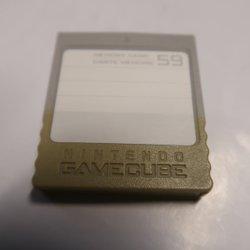 MEMORY CARD 59
CARTE MÉMOIRE
NINTENDO
GAMECUBE